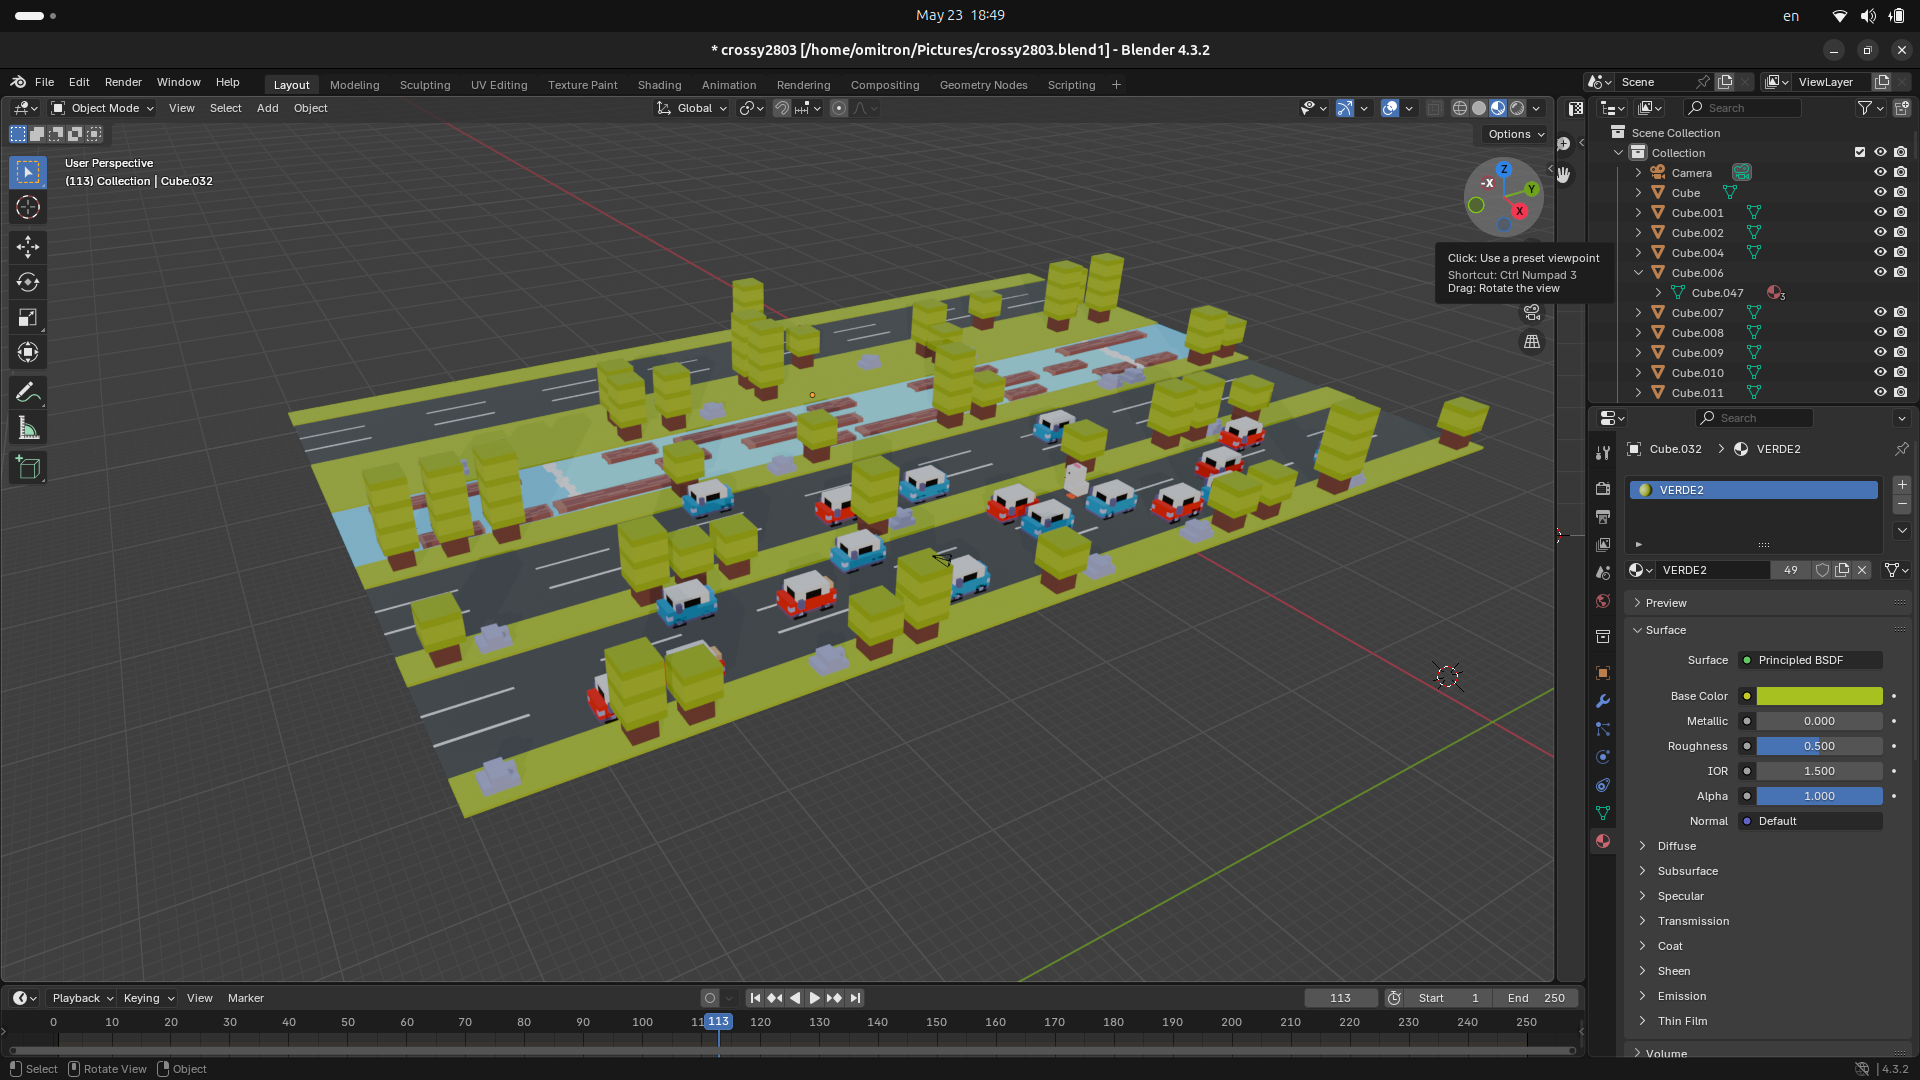 May 23 18:49
en
* crossy2803 [/home/omitron/Pictures/crossy2803.blend1] - Blender 4.3.2
File Edit Render Window Help Layout Modeling Sculpting UV Editing Texture Paint Shading Animation Rendering Compositing Geometry Nodes Scripting + Scene ViewLayer
Object Mode View Select Add Object Global Search
Options
User Perspective
(113) Collection | Cube.032
Z
-X
Y
X
Click: Use a preset viewpoint
Shortcut: Ctrl Numpad 3
Drag: Rotate the view
Scene Collection
Collection
Camera
Cube
Cube.001
Cube.002
Cube.004
Cube.006
Cube.047 3
Cube.007
Cube.008
Cube.009
Cube.010
Cube.011
Search
Cube.032 > VERDE2
VERDE2
VERDE2 49
Preview
Surface
Surface Principled BSDF
Base Color
Metallic 0.000
Roughness 0.500
IOR 1.500
Alpha 1.000
Normal Default
Diffuse
Subsurface
Specular
Transmission
Coat
Sheen
Emission
Thin Film
Volume
Playback Keying View Marker 113 Start 1 End 250
0 10 20 30 40 50 60 70 80 90 100 11 113 120 130 140 150 160 170 180 190 200 210 220 230 240 250
Select Rotate View Object 4.3.2